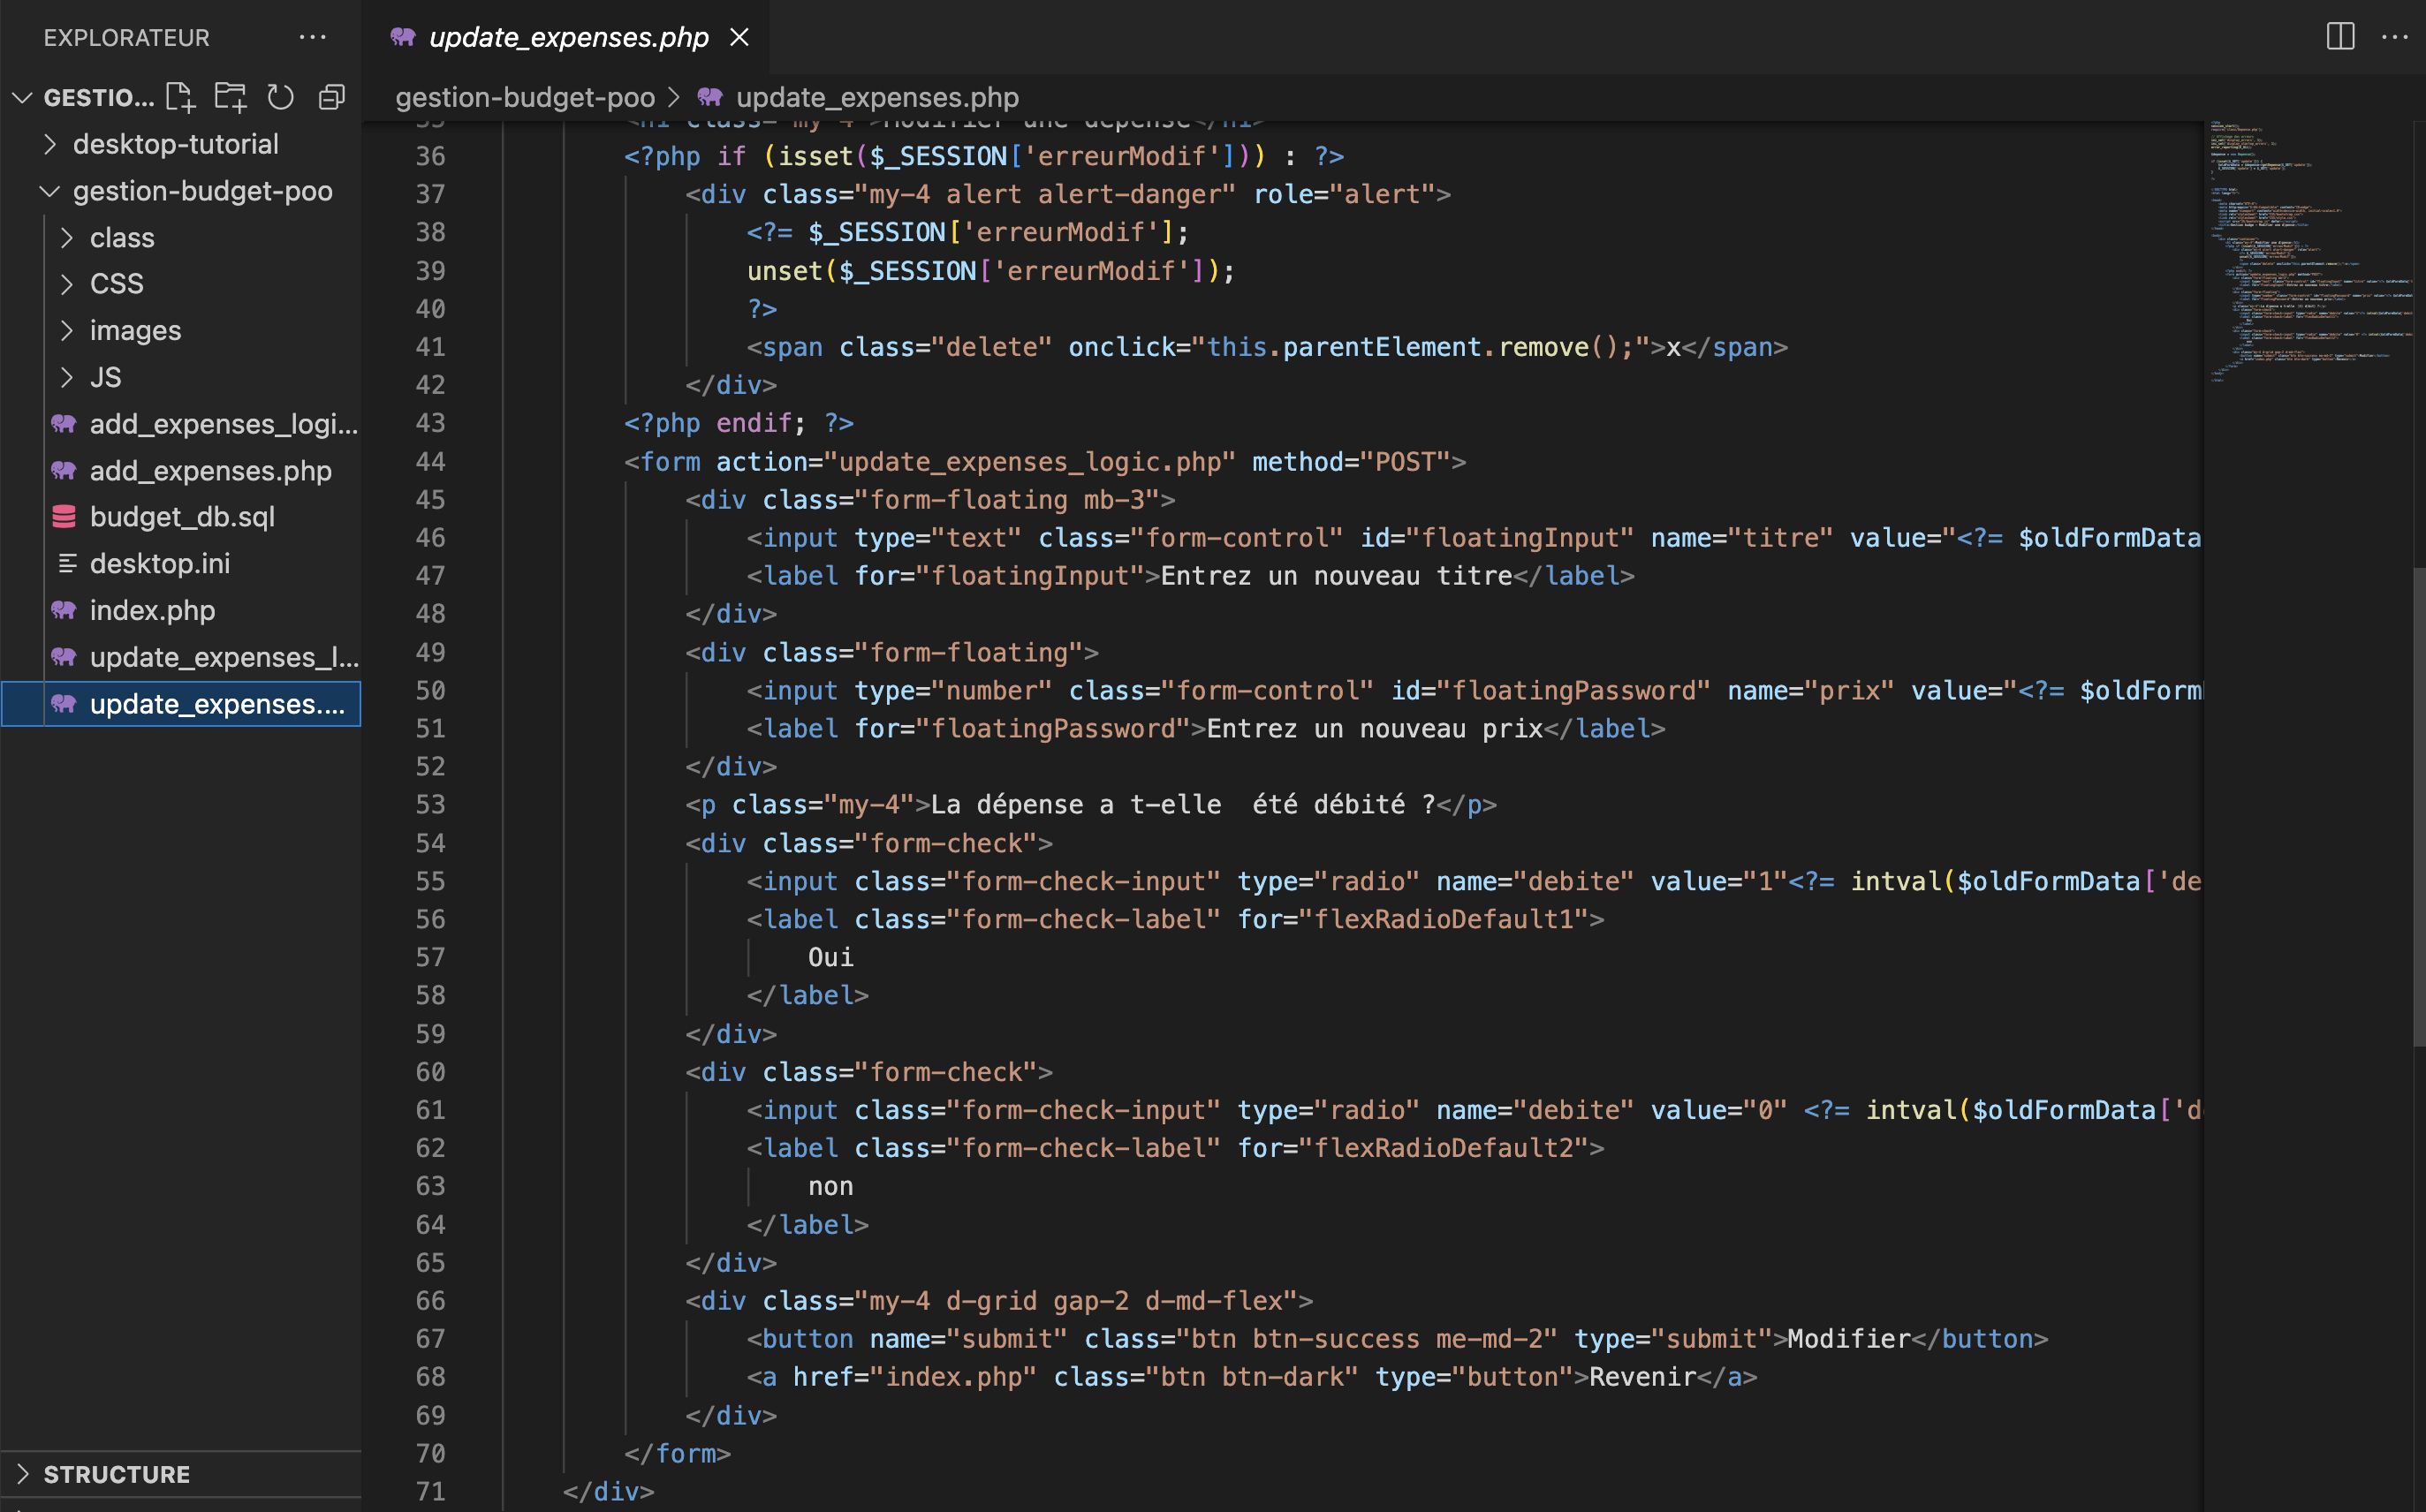 EXPLORATEUR
GESTIO...
desktop-tutorial
gestion-budget-poo
class
CSS
images
JS
add_expenses_logi...
add_expenses.php
budget_db.sql
desktop.ini
index.php
update_expenses_l...
update_expenses....
STRUCTURE
update_expenses.php
gestion-budget-poo > update_expenses.php
35 <h1 class="my-4">Modifier une dépense</h1>
36 <?php if (isset($_SESSION['erreurModif'])) : ?>
37 <div class="my-4 alert alert-danger" role="alert">
38 <?= $_SESSION['erreurModif'];
39 unset($_SESSION['erreurModif']);
40 ?>
41 <span class="delete" onclick="this.parentElement.remove();">x</span>
42 </div>
43 <?php endif; ?>
44 <form action="update_expenses_logic.php" method="POST">
45 <div class="form-floating mb-3">
46 <input type="text" class="form-control" id="floatingInput" name="titre" value="<?= $oldFormData
47 <label for="floatingInput">Entrez un nouveau titre</label>
48 </div>
49 <div class="form-floating">
50 <input type="number" class="form-control" id="floatingPassword" name="prix" value="<?= $oldForm
51 <label for="floatingPassword">Entrez un nouveau prix</label>
52 </div>
53 <p class="my-4">La dépense a t-elle  été débité ?</p>
54 <div class="form-check">
55 <input class="form-check-input" type="radio" name="debite" value="1"<?= intval($oldFormData['de
56 <label class="form-check-label" for="flexRadioDefault1">
57 Oui
58 </label>
59 </div>
60 <div class="form-check">
61 <input class="form-check-input" type="radio" name="debite" value="0" <?= intval($oldFormData['d
62 <label class="form-check-label" for="flexRadioDefault2">
63 non
64 </label>
65 </div>
66 <div class="my-4 d-grid gap-2 d-md-flex">
67 <button name="submit" class="btn btn-success me-md-2" type="submit">Modifier</button>
68 <a href="index.php" class="btn btn-dark" type="button">Revenir</a>
69 </div>
70 </form>
71 </div>